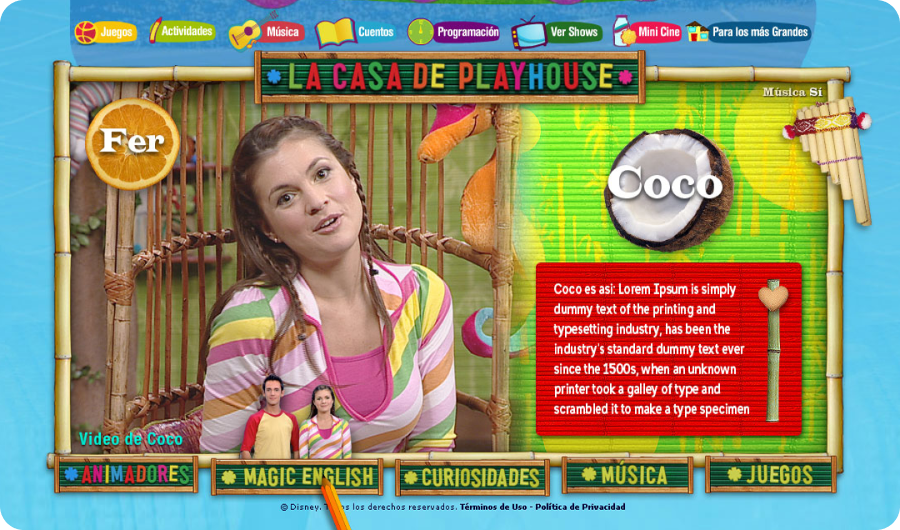 Juegos
Actividades
Música
Cuentos
Programación
Ver Shows
Mini Cine
Para los más Grandes
LA CASA DE PLAYHOUSE
Música Sí
Fer
Coco
Coco es asi: Lorem Ipsum is simply
dummy text of the printing and
typesetting industry, has been the
industry's standard dummy text ever
since the 1500s, when an unknown
printer took a galley of type and
scrambled it to make a type specimen
Video de Coco
ANIMADORES
MAGIC ENGLISH
CURIOSIDADES
MÚSICA
JUEGOS
© Disney. los derechos reservados. Términos de Uso - Política de Privacidad